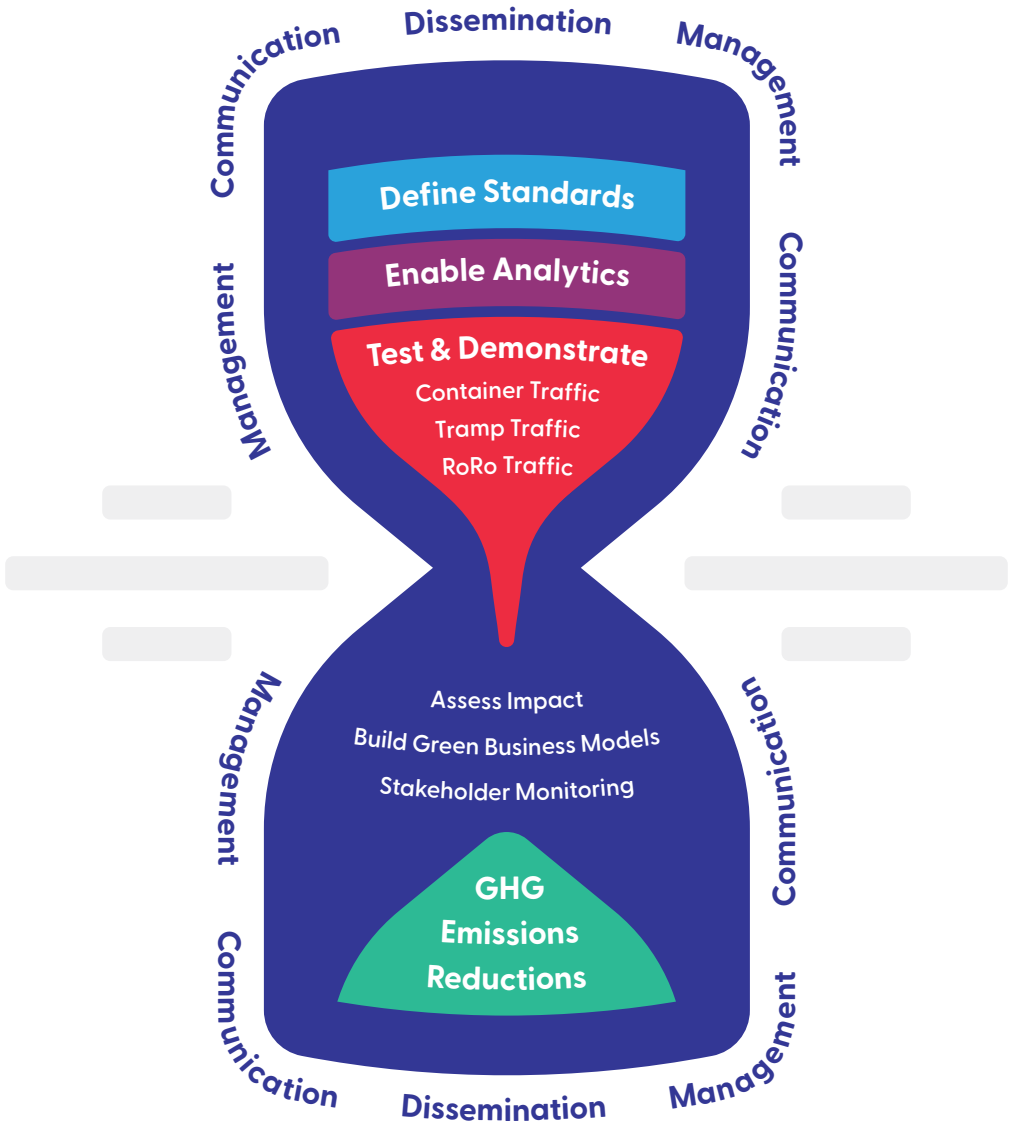 Communication
Dissemination
Management
Define Standards
Management
Communication
Enable Analytics
Test & Demonstrate
Container Traffic
Tramp Traffic
RoRo Traffic
Management
Communication
Assess Impact
Build Green Business Models
Stakeholder Monitoring
GHG
Emissions
Reductions
Communication
Dissemination
Management